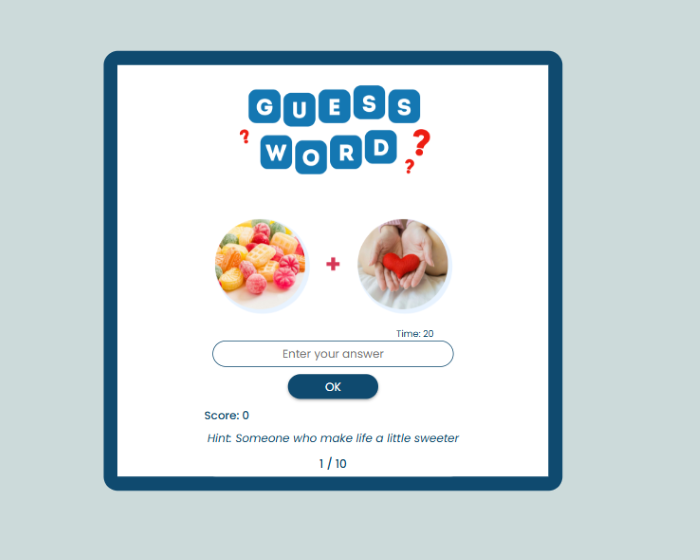 GUESS
? WORD ? ?
+
Time: 20
Enter your answer
OK
Score: 0
Hint: Someone who make life a little sweeter
1 / 10